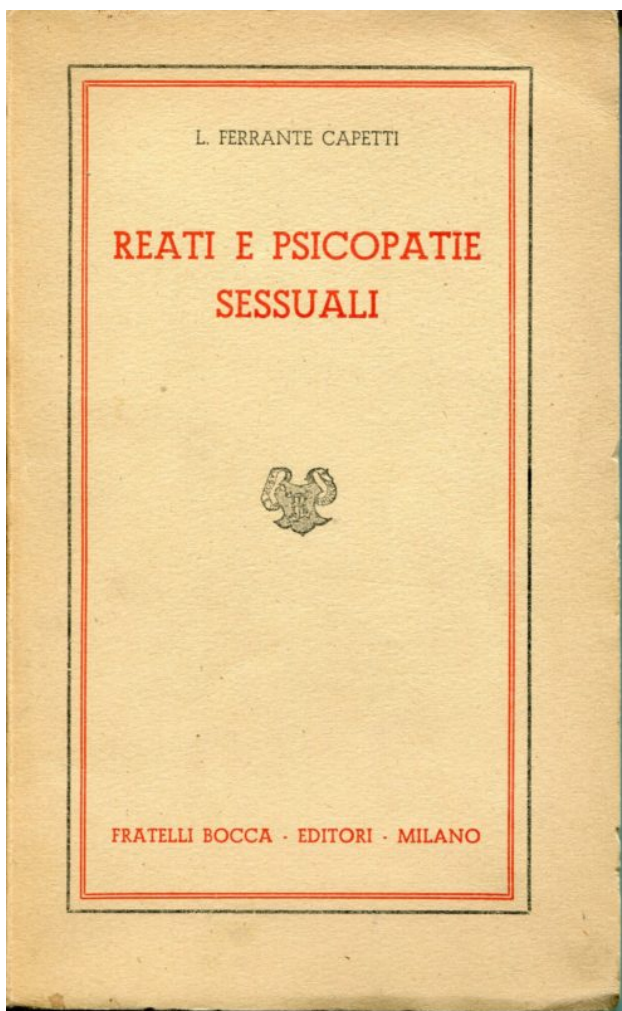 L. FERRANTE CAPETTI
REATI E PSICOPATIE
SESSUALI
FRATELLI BOCCA - EDITORI - MILANO